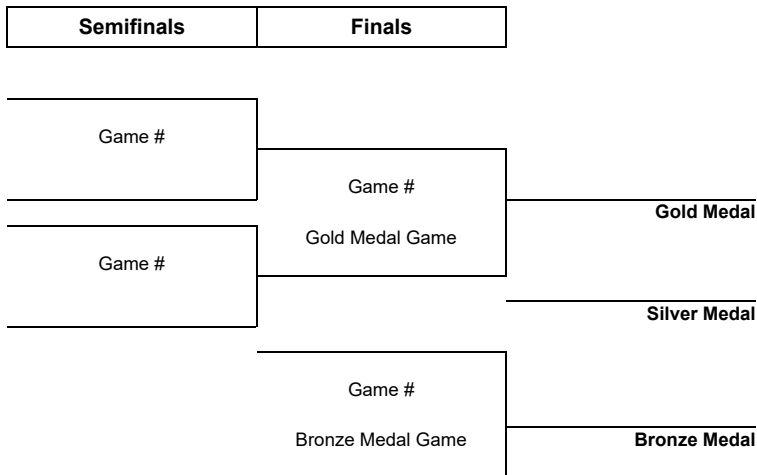 Semifinals Finals
Game #
Game #
Gold Medal
Gold Medal Game
Game #
Silver Medal
Game #
Bronze Medal Game Bronze Medal